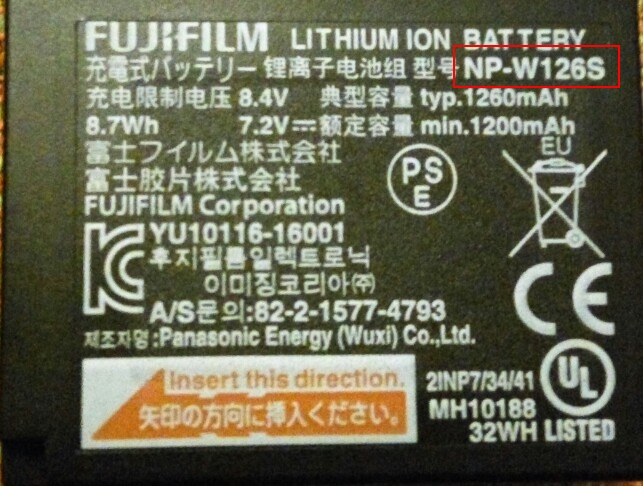 FUJIFILM LITHIUM ION BATTERY
充電式バッテリー 锂离子电池组 型号 NP-W126S
充电限制电压 8.4V 典型容量 typ.1260mAh
8.7Wh 7.2V⎓额定容量 min.1200mAh
富士フイルム株式会社
富士胶片株式会社
FUJIFILM Corporation
PS
E
EU
YU10116-16001
후지필름일렉트로닉
이미징코리아㈜
A/S문의:82-2-1577-4793
제조자명:Panasonic Energy (Wuxi) Co.,Ltd.
CE
Insert this direction.
矢印の方向に挿入ください。
2INP7/34/41
MH10188
UL
32WH LISTED